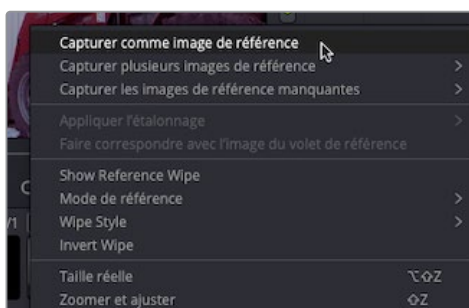 Capturer comme image de référence
Capturer plusieurs images de référence
Capturer les images de référence manquantes
Appliquer l'étalonnage
Faire correspondre avec l'image du volet de référence
Show Reference Wipe
Mode de référence
Wipe Style
Invert Wipe
Taille réelle ⌥⇧Z
Zoomer et ajuster ⇧Z